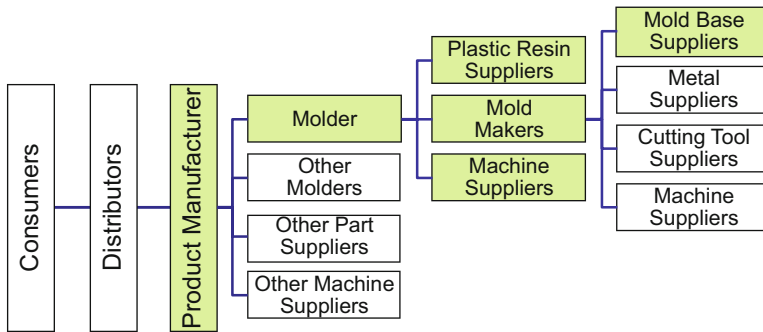 Consumers
Distributors
Product Manufacturer
Molder
Other
Molders
Other Part
Suppliers
Other Machine
Suppliers
Plastic Resin
Suppliers
Mold
Makers
Machine
Suppliers
Mold Base
Suppliers
Metal
Suppliers
Cutting Tool
Suppliers
Machine
Suppliers